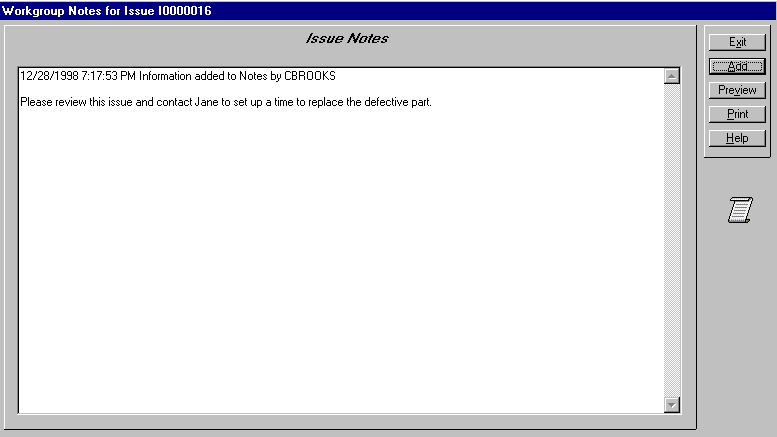 Workgroup Notes for Issue I0000016
Issue Notes
12/28/1998 7:17:53 PM Information added to Notes by CBROOKS
Please review this issue and contact Jane to set up a time to replace the defective part.
Exit
Add
Preview
Print
Help